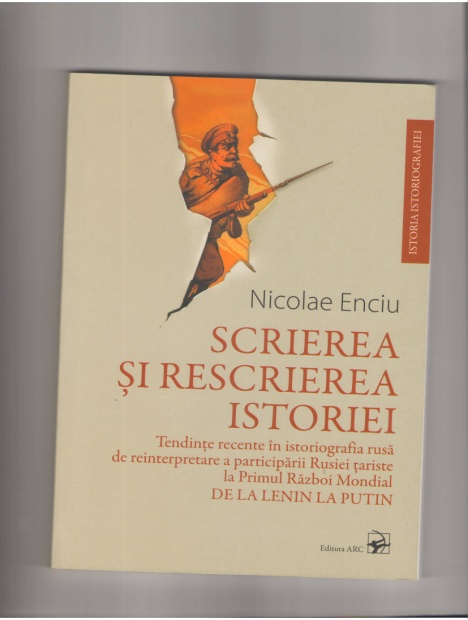 ISTORIA ISTORIOGRAFIEI
Nicolae Enciu
SCRIEREA
ȘI RESCRIEREA
ISTORIEI
Tendințe recente în istoriografia rusă
de reinterpretare a participării Rusiei țariste
la Primul Război Mondial
DE LA LENIN LA PUTIN
Editura ARC